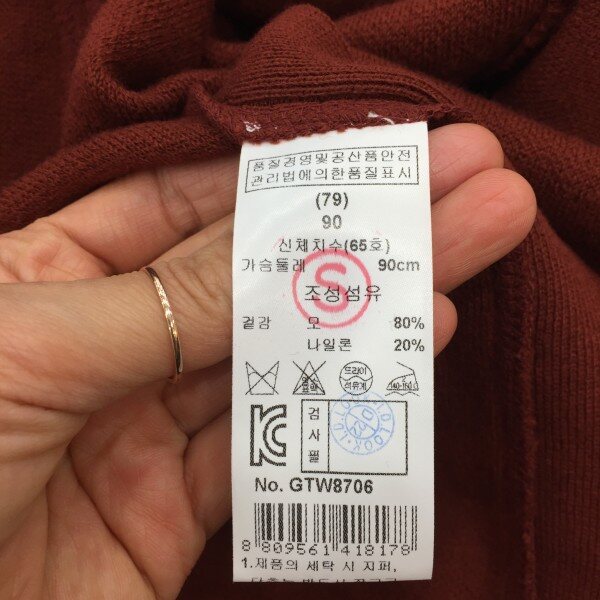 품질경영및공산품안전
관리법에의한품질표시
(79)
90
신체치수(65호)
가슴둘레 90cm
S
조성섬유
겉감 모 80%
나일론 20%
드라이
석유계
140-160℃
검사필
No. GTW8706
8 809561 418178
1.제품의 세탁 시 지퍼,